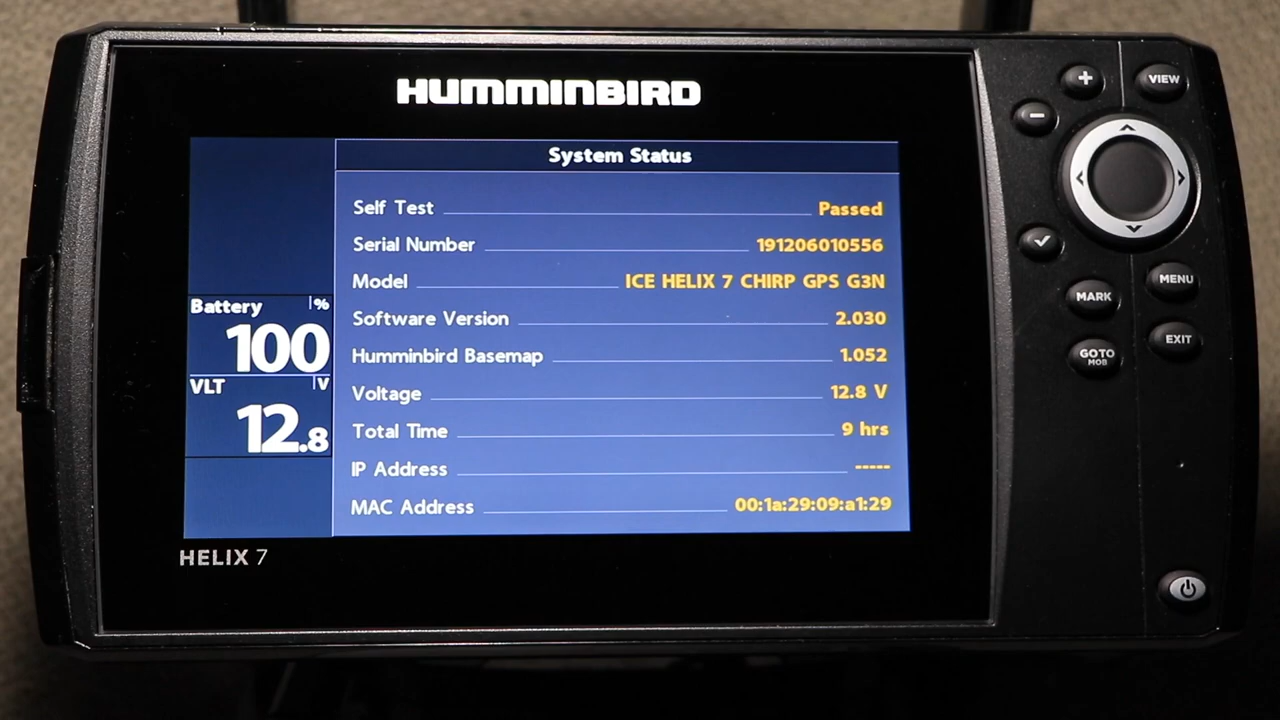 HUMMINBIRD
System Status
Self Test Passed
Serial Number 191206010556
Model ICE HELIX 7 CHIRP GPS G3N
Software Version 2.030
Humminbird Basemap 1.052
Voltage 12.8 V
Total Time 9 hrs
IP Address -----
MAC Address 00:1a:29:09:a1:29
Battery %
100
VLT V
12.8
HELIX 7
+ VIEW
-
MARK MENU
GOTO EXIT
MOB